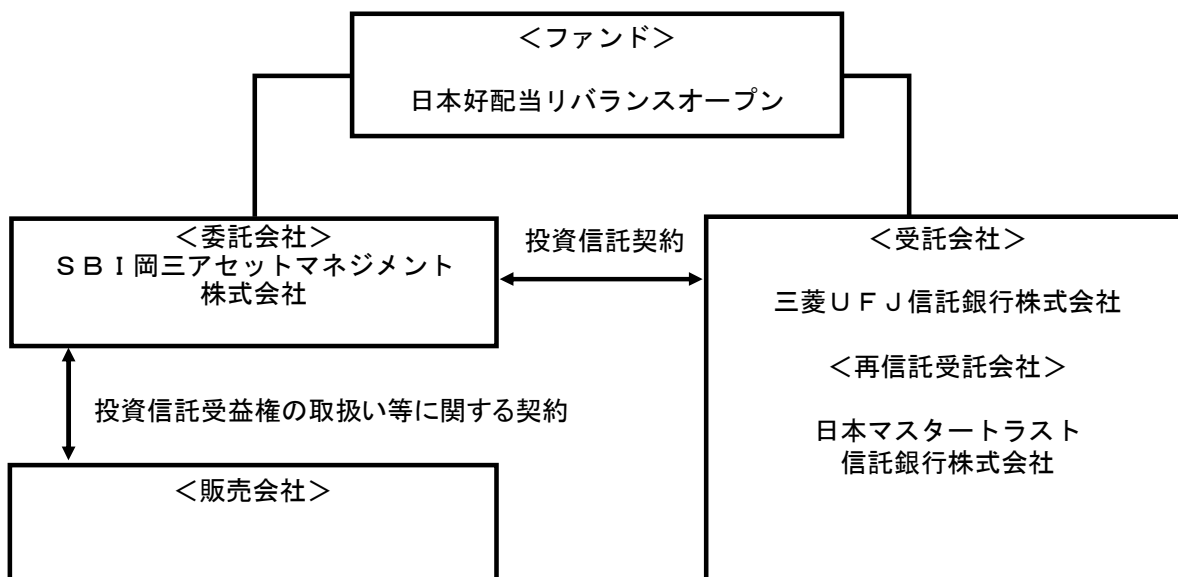 ＜ファンド＞
日本好配当リバランスオープン
＜委託会社＞
ＳＢＩ岡三アセットマネジメント
株式会社
投資信託契約
＜受託会社＞
三菱ＵＦＪ信託銀行株式会社
＜再信託受託会社＞
日本マスタートラスト
信託銀行株式会社
投資信託受益権の取扱い等に関する契約
＜販売会社＞